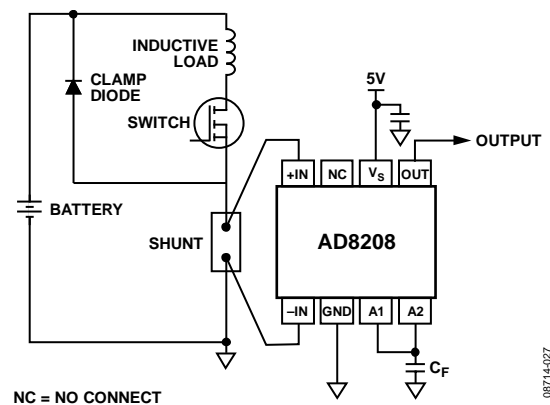 INDUCTIVE
LOAD
CLAMP
DIODE
SWITCH
BATTERY
SHUNT
5V
OUTPUT
+IN
NC
VS
OUT
AD8208
–IN
GND
A1
A2
CF
NC = NO CONNECT
08714-027